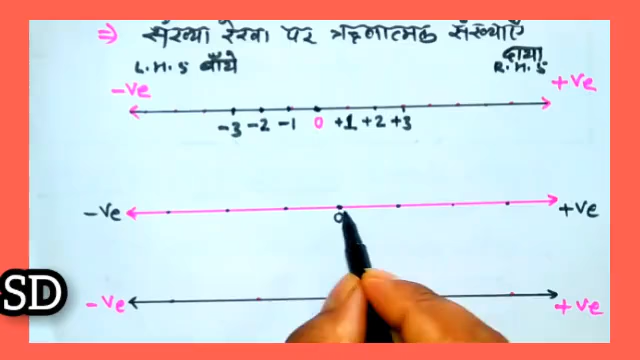 ⇒ सँख्या रेखा पर ऋणात्मक सँख्याएँ
L.H.S बाँये दाया R.H.S
-ve +ve
-3 -2 -1 0 +1 +2 +3
-ve +ve
0
SD
-ve +ve